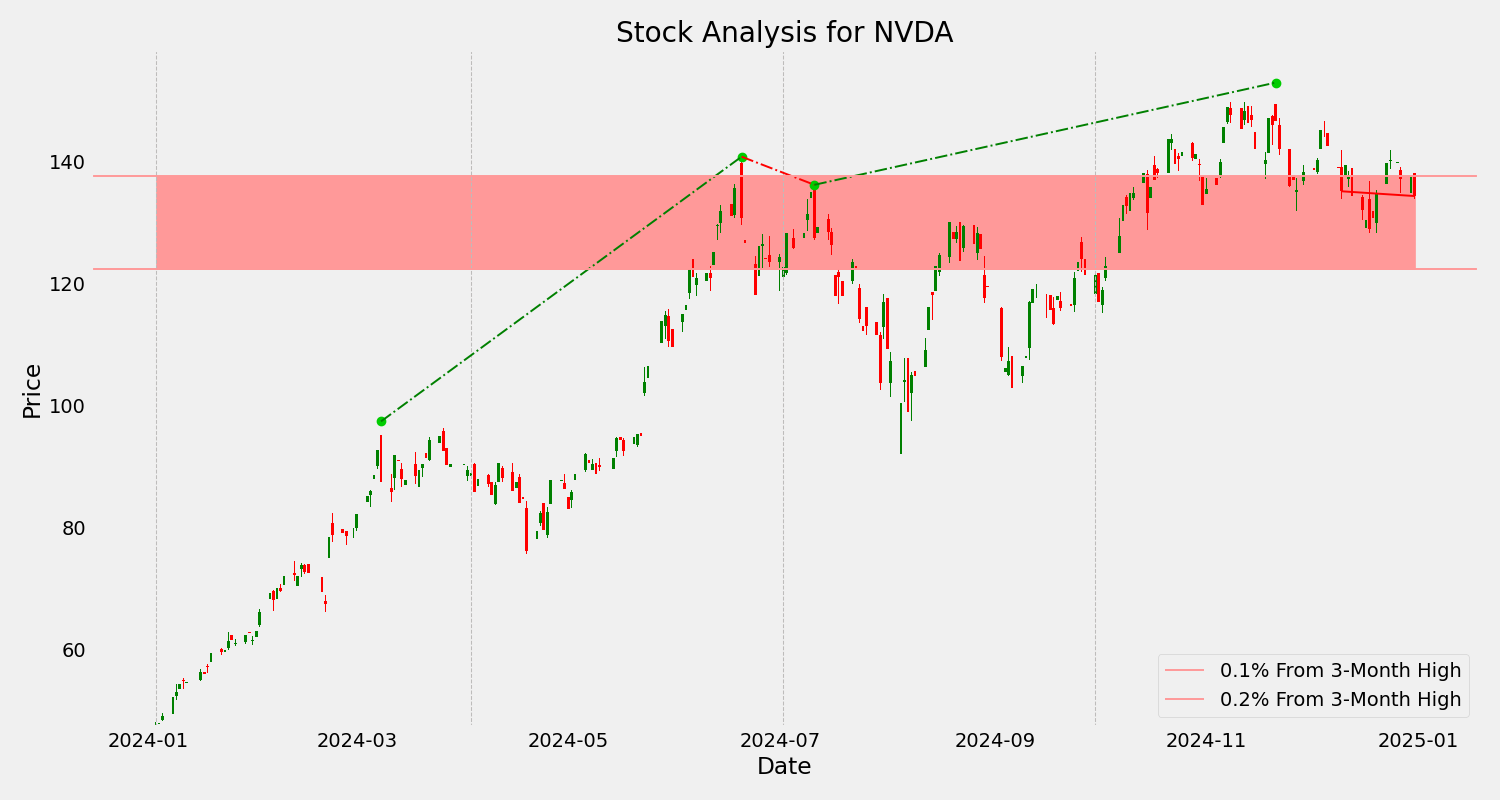 Stock Analysis for NVDA
Price
140
120
100
80
60
0.1% From 3-Month High
0.2% From 3-Month High
2024-01 2024-03 2024-05 2024-07 2024-09 2024-11 2025-01
Date